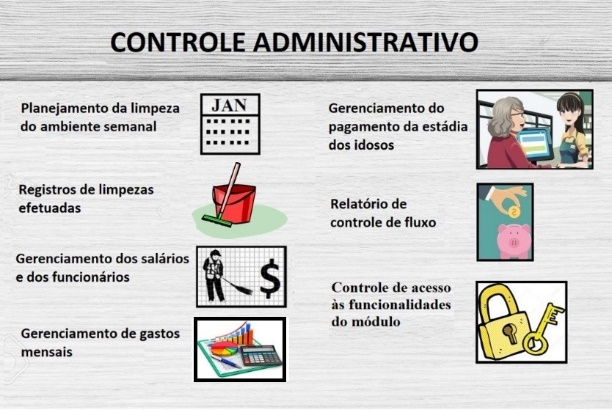 CONTROLE ADMINISTRATIVO
Planejamento da limpeza
do ambiente semanal
JAN
Registros de limpezas
efetuadas
Gerenciamento dos salários
e dos funcionários
$
Gerenciamento de gastos
mensais
Gerenciamento do
pagamento da estádia
dos idosos
Relatório de
controle de fluxo
Controle de acesso
às funcionalidades
do módulo